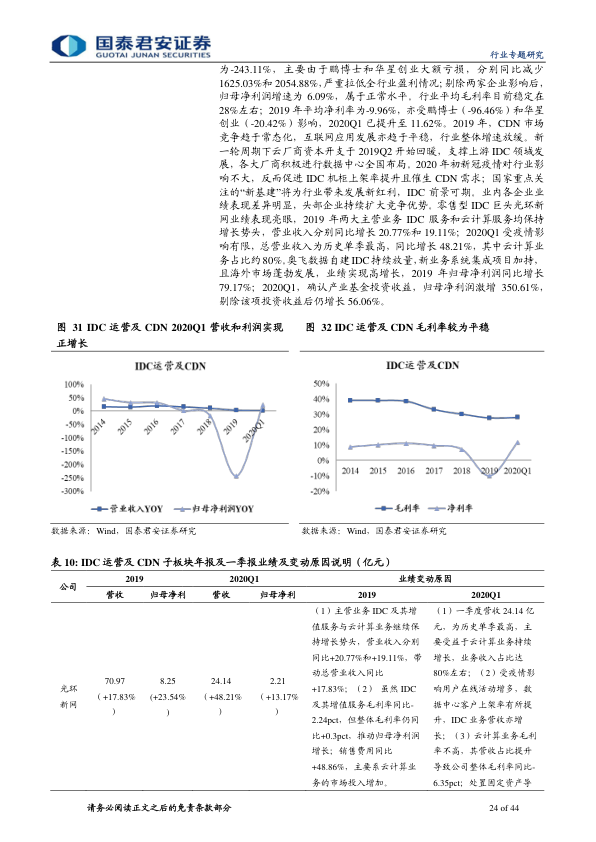 国泰君安证券
GUOTAI JUNAN SECURITIES
行业专题研究
为-243.11%，主要由于鹏博士和华星创业大额亏损，分别同比减少
1625.03%和 2054.88%，严重拉低全行业盈利情况；剔除两家企业影响后，
归母净利润增速为 6.09%，属于正常水平。行业平均毛利率目前稳定在
28%左右；2019 年平均净利率为-9.96%，亦受鹏博士（-96.46%）和华星
创业（-20.42%）影响，2020Q1 已提升至 11.62%。2019 年，CDN 市场
竞争趋于常态化，互联网应用发展亦趋于平稳，行业整体增速放缓。新
一轮周期下云厂商资本开支于 2019Q2 开始回暖，支撑上游 IDC 领域发
展，各大厂商积极进行数据中心全国布局。2020 年初新冠疫情对行业影
响不大，反而促进 IDC 机柜上架率提升且催生 CDN 需求；国家重点关
注的“新基建”将为行业带来发展新红利，IDC 前景可期。业内各企业业
绩表现差异明显，头部企业持续扩大竞争优势。零售型 IDC 巨头光环新
网业绩表现亮眼，2019 年两大主营业务 IDC 服务和云计算服务均保持
增长势头，营业收入分别同比增长 20.77%和 19.11%；2020Q1 受疫情影
响有限，总营业收入为历史单季最高，同比增长 48.21%，其中云计算业
务占比约 80%。奥飞数据自建 IDC 持续放量，新业务系统集成项目加持，
且海外市场蓬勃发展，业绩实现高增长，2019 年归母净利润同比增长
79.17%；2020Q1，确认产业基金投资收益，归母净利润激增 350.61%，
剔除该项投资收益后仍增长 56.06%。
图 31 IDC 运营及 CDN 2020Q1 营收和利润实现
正增长
图 32 IDC 运营及 CDN 毛利率较为平稳
IDC运营及CDN
100%
50%
0%
-50%
-100%
-150%
-200%
-250%
-300%
2014
2015
2016
2017
2018
2019
2020Q1
营业收入YOY
归母净利润YOY
IDC运营及CDN
50%
40%
30%
20%
10%
0%
-10%
-20%
2014 2015 2016 2017 2018 2019 2020Q1
毛利率
净利率
数据来源：Wind，国泰君安证券研究
数据来源：Wind，国泰君安证券研究
表 10: IDC 运营及 CDN 子板块年报及一季报业绩及变动原因说明（亿元）
公司
2019
2020Q1
业绩变动原因
营收
归母净利
营收
归母净利
2019
2020Q1
光环
新网
70.97
（+17.83%
）
8.25
(+23.54%
)
24.14
（+48.21%
）
2.21
（+13.17%
）
（1）主营业务 IDC 及其增
值服务与云计算业务继续保
持增长势头，营业收入分别
同比+20.77%和+19.11%，带
动总营业收入同比
+17.83%；（2） 虽然 IDC
及其增值服务毛利率同比-
2.24pct，但整体毛利率仍同
比+0.3pct，推动归母净利润
增长；销售费用同比
+48.86%，主要系云计算业
务的市场投入增加。
（1）一季度营收 24.14 亿
元，为历史单季最高，主
要受益于云计算业务持续
增长，业务收入占比达
80%左右；（2）受疫情影
响用户在线活动增多，数
据中心客户上架率有所提
升，IDC 业务营收亦增
长；（3）云计算业务毛利
率不高，其营收占比提升
导致公司整体毛利率同比-
6.35pct；处置固定资产导
请务必阅读正文之后的免责条款部分
24 of 44